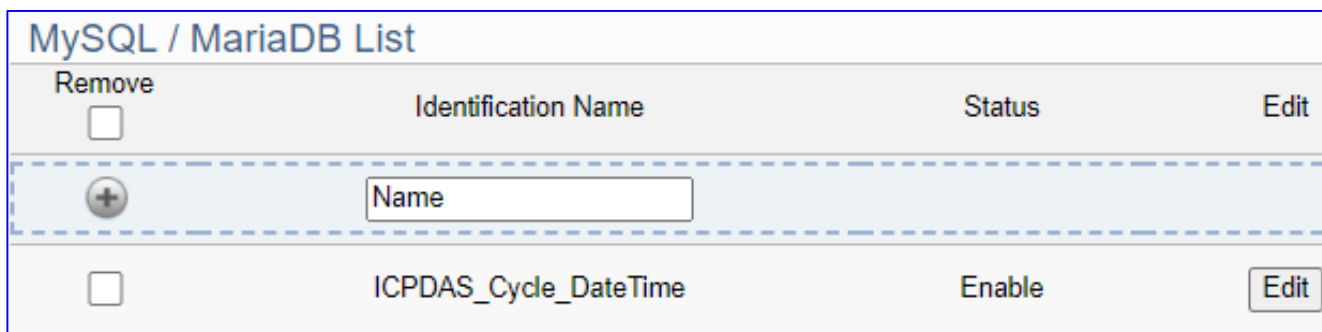 MySQL / MariaDB List
Remove
Identification Name Status Edit
Name
ICPDAS_Cycle_DateTime Enable Edit